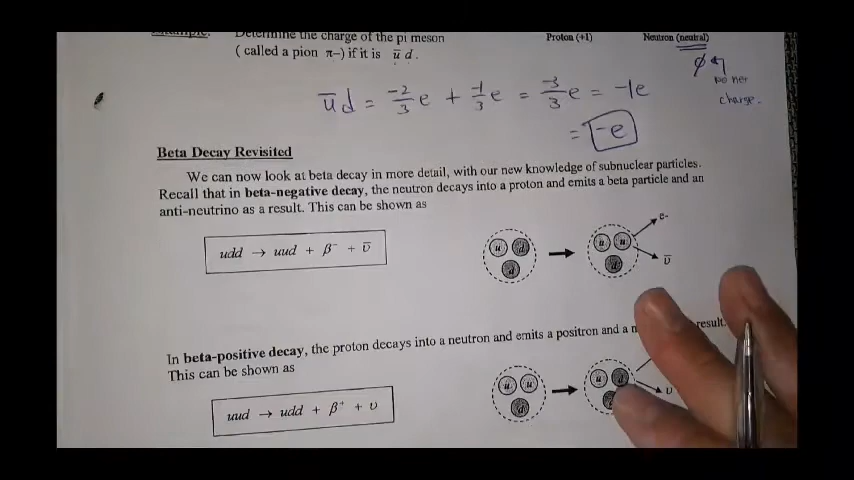 Example:
Determine the charge of the pi meson
( called a pion π–) if it is ū d .
Proton (+1)
Neutron (neutral)
no net
charge.
ūd = -2/3 e + -1/3 e = -3/3 e = -1e
= -e
Beta Decay Revisited
We can now look at beta decay in more detail, with our new knowledge of subnuclear particles.
Recall that in beta-negative decay, the neutron decays into a proton and emits a beta particle and an
anti-neutrino as a result. This can be shown as
udd → uud + β⁻ + ῡ
u d d
u u d
e-
ῡ
In beta-positive decay, the proton decays into a neutron and emits a positron and a result.
This can be shown as
uud → udd + β⁺ + υ
u u d
u d
υ